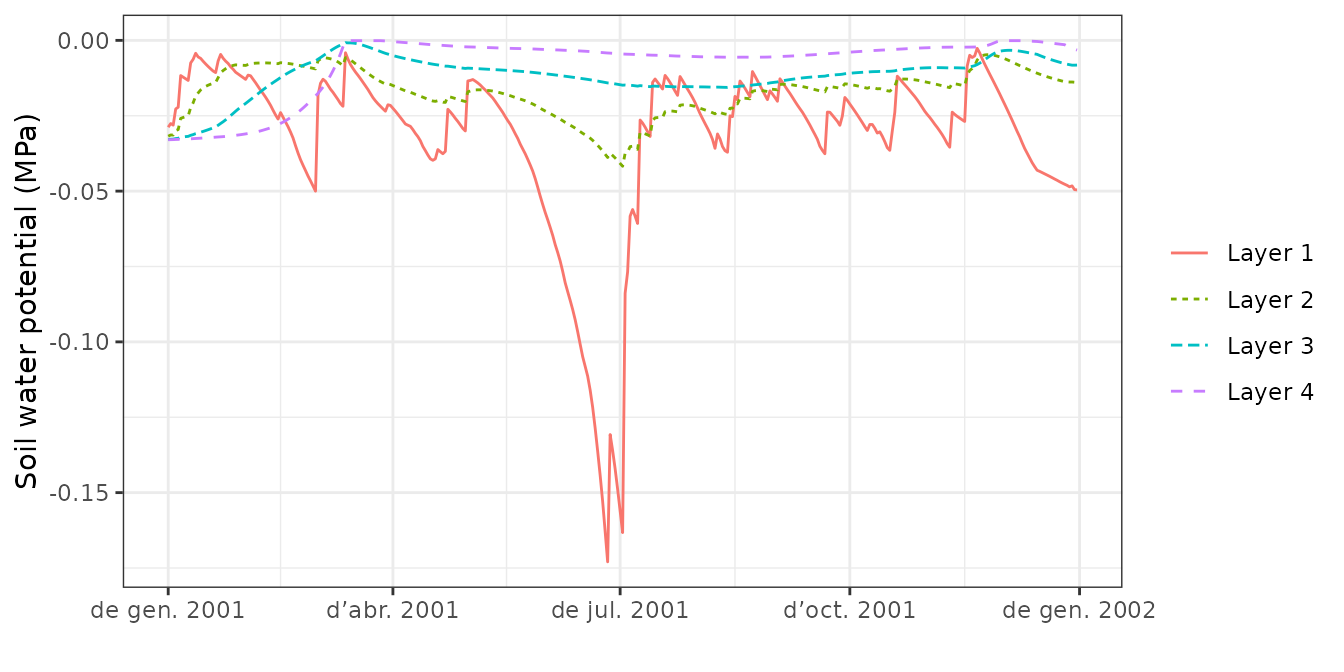 Soil water potential (MPa)
0.00
-0.05
-0.10
-0.15
de gen. 2001
d’abr. 2001
de jul. 2001
d’oct. 2001
de gen. 2002
Layer 1
Layer 2
Layer 3
Layer 4